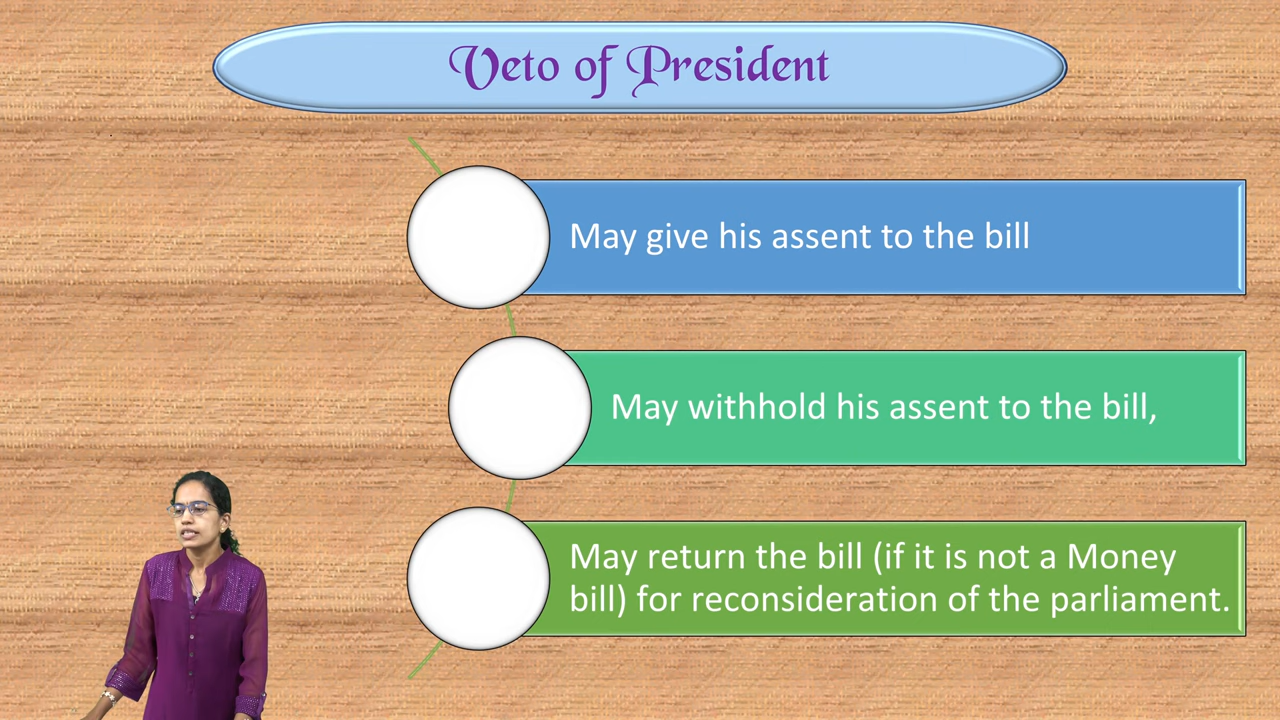 Veto of President
May give his assent to the bill
May withhold his assent to the bill,
May return the bill (if it is not a Money
bill) for reconsideration of the parliament.